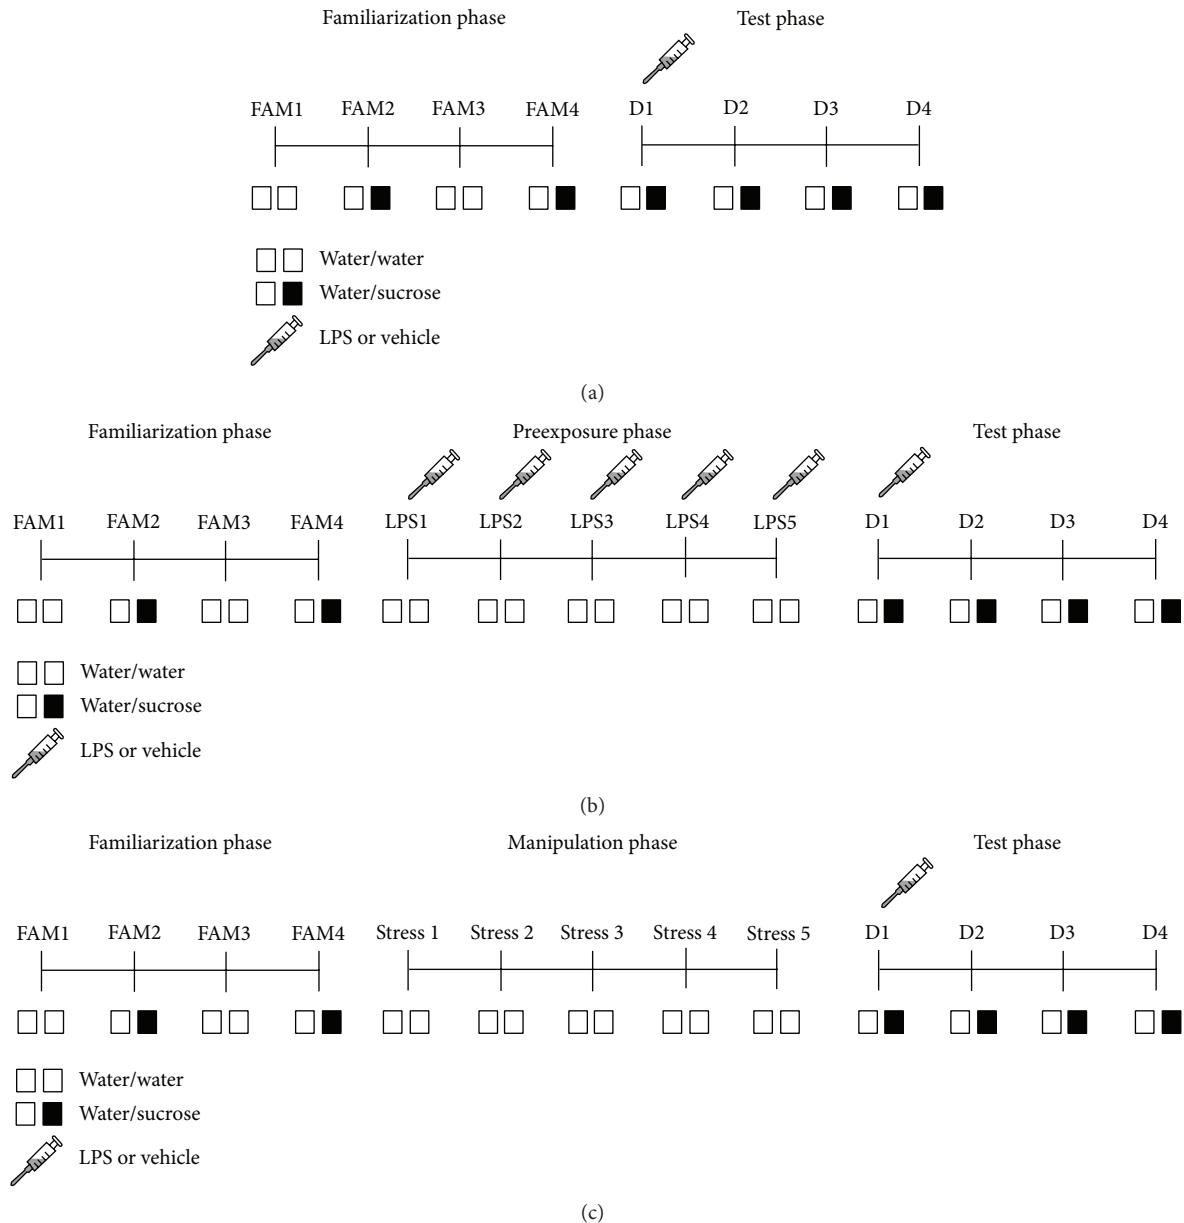 Familiarization phase Test phase
FAM1 FAM2 FAM3 FAM4 D1 D2 D3 D4
Water/water
Water/sucrose
LPS or vehicle
(a)
Familiarization phase Preexposure phase Test phase
FAM1 FAM2 FAM3 FAM4 LPS1 LPS2 LPS3 LPS4 LPS5 D1 D2 D3 D4
Water/water
Water/sucrose
LPS or vehicle
(b)
Familiarization phase Manipulation phase Test phase
FAM1 FAM2 FAM3 FAM4 Stress 1 Stress 2 Stress 3 Stress 4 Stress 5 D1 D2 D3 D4
Water/water
Water/sucrose
LPS or vehicle
(c)